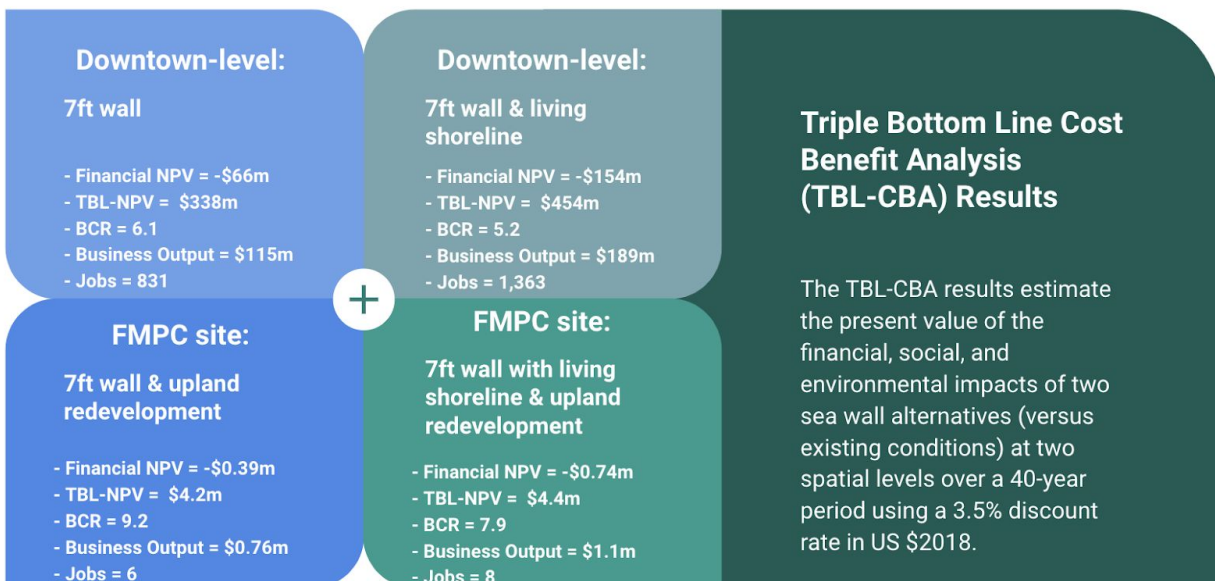 Downtown-level:
7ft wall
- Financial NPV = -$66m
- TBL-NPV =  $338m
- BCR = 6.1
- Business Output = $115m
- Jobs = 831
Downtown-level:
7ft wall & living
shoreline
- Financial NPV = -$154m
- TBL-NPV =  $454m
- BCR = 5.2
- Business Output = $189m
- Jobs = 1,363
+
FMPC site:
7ft wall & upland
redevelopment
- Financial NPV = -$0.39m
- TBL-NPV =  $4.2m
- BCR = 9.2
- Business Output = $0.76m
- Jobs = 6
FMPC site:
7ft wall with living
shoreline & upland
redevelopment
- Financial NPV = -$0.74m
- TBL-NPV =  $4.4m
- BCR = 7.9
- Business Output = $1.1m
- Jobs = 8
Triple Bottom Line Cost
Benefit Analysis
(TBL-CBA) Results
The TBL-CBA results estimate
the present value of the
financial, social, and
environmental impacts of two
sea wall alternatives (versus
existing conditions) at two
spatial levels over a 40-year
period using a 3.5% discount
rate in US $2018.